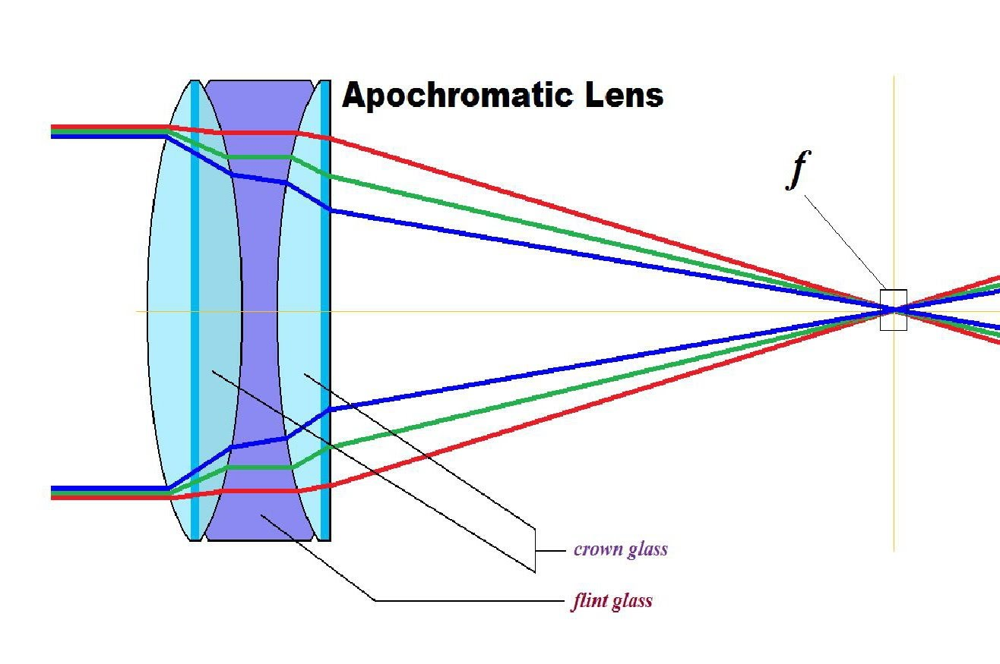 Apochromatic Lens
f
crown glass
flint glass